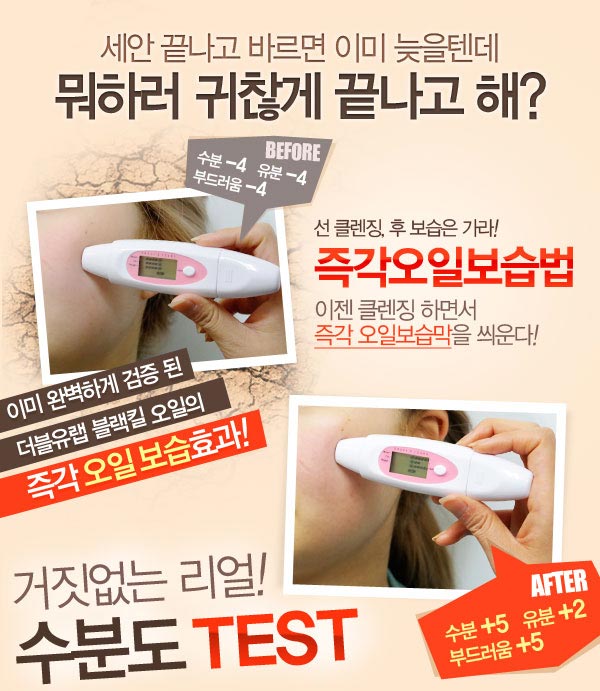 세안 끝나고 바르면 이미 늦을텐데
뭐하러 귀찮게 끝나고 해?
BEFORE
수분 -4 유분 -4
부드러움 -4
선 클렌징, 후 보습은 가라!
즉각오일보습법
이젠 클렌징 하면서
즉각 오일보습막을 씌운다!
이미 완벽하게 검증 된
더블유랩 블랙킬 오일의
즉각 오일 보습효과!
거짓없는 리얼!
수분도 TEST
AFTER
수분 +5 유분 +2
부드러움 +5